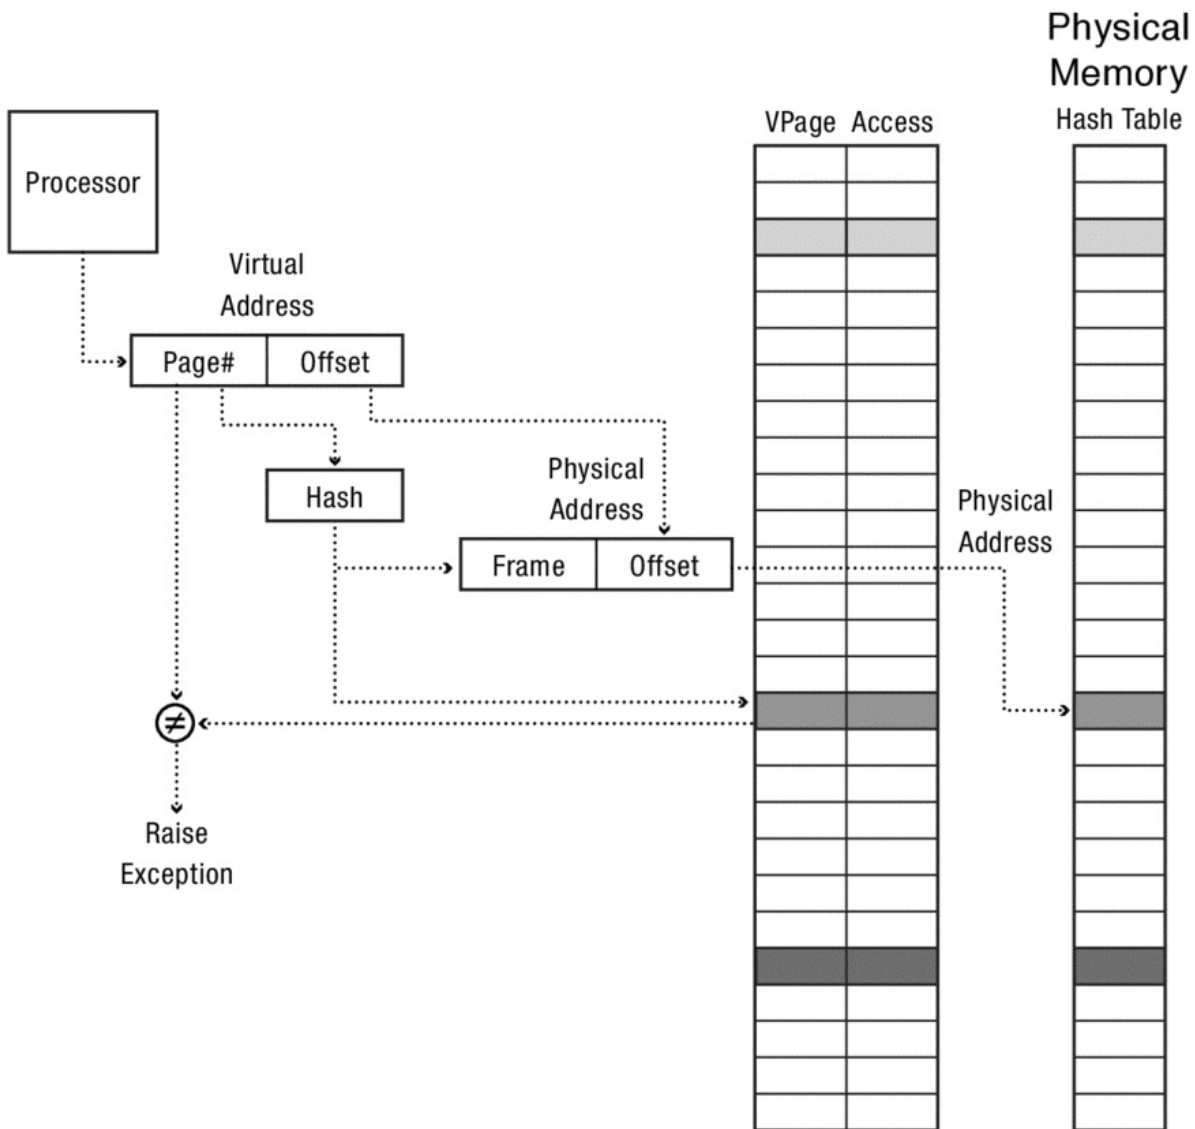 Physical
Memory
VPage Access Hash Table
Processor
Virtual
Address
Page# Offset
Hash
Physical
Address
Frame Offset
Physical
Address
≠
Raise
Exception